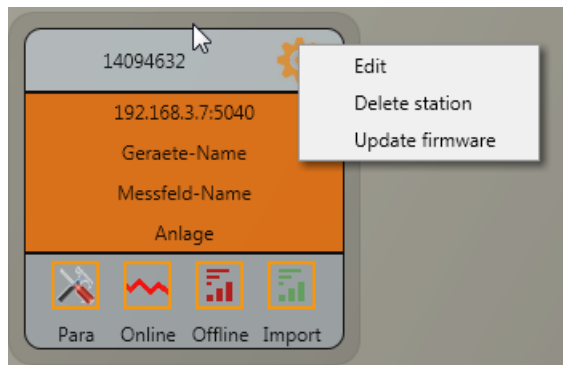 14094632
Edit
Delete station
Update firmware
192.168.3.7:5040
Geraete-Name
Messfeld-Name
Anlage
Para Online Offline Import